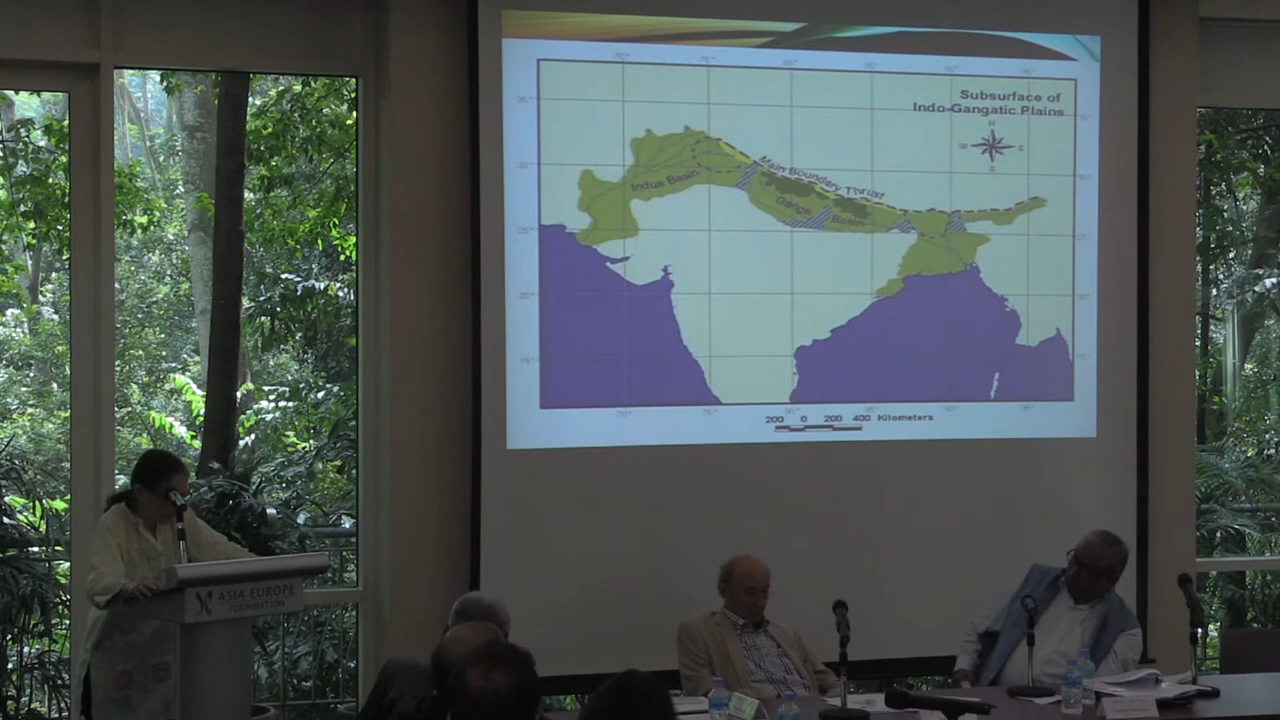 Subsurface of
Indo-Gangatic Plains
N
W
E
S
Main Boundary Thrust
Indus Basin
Ganga Basin
200 0 200 400 Kilometers
ASIA-EUROPE
FOUNDATION